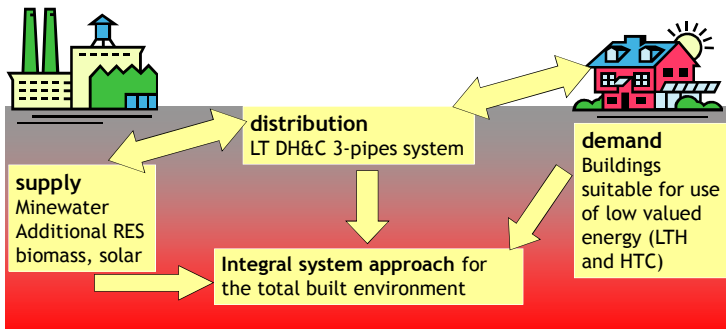 distribution
LT DH&C 3-pipes system
supply
Minewater
Additional RES
biomass, solar
demand
Buildings
suitable for use
of low valued
energy (LTH
and HTC)
Integral system approach for
the total built environment